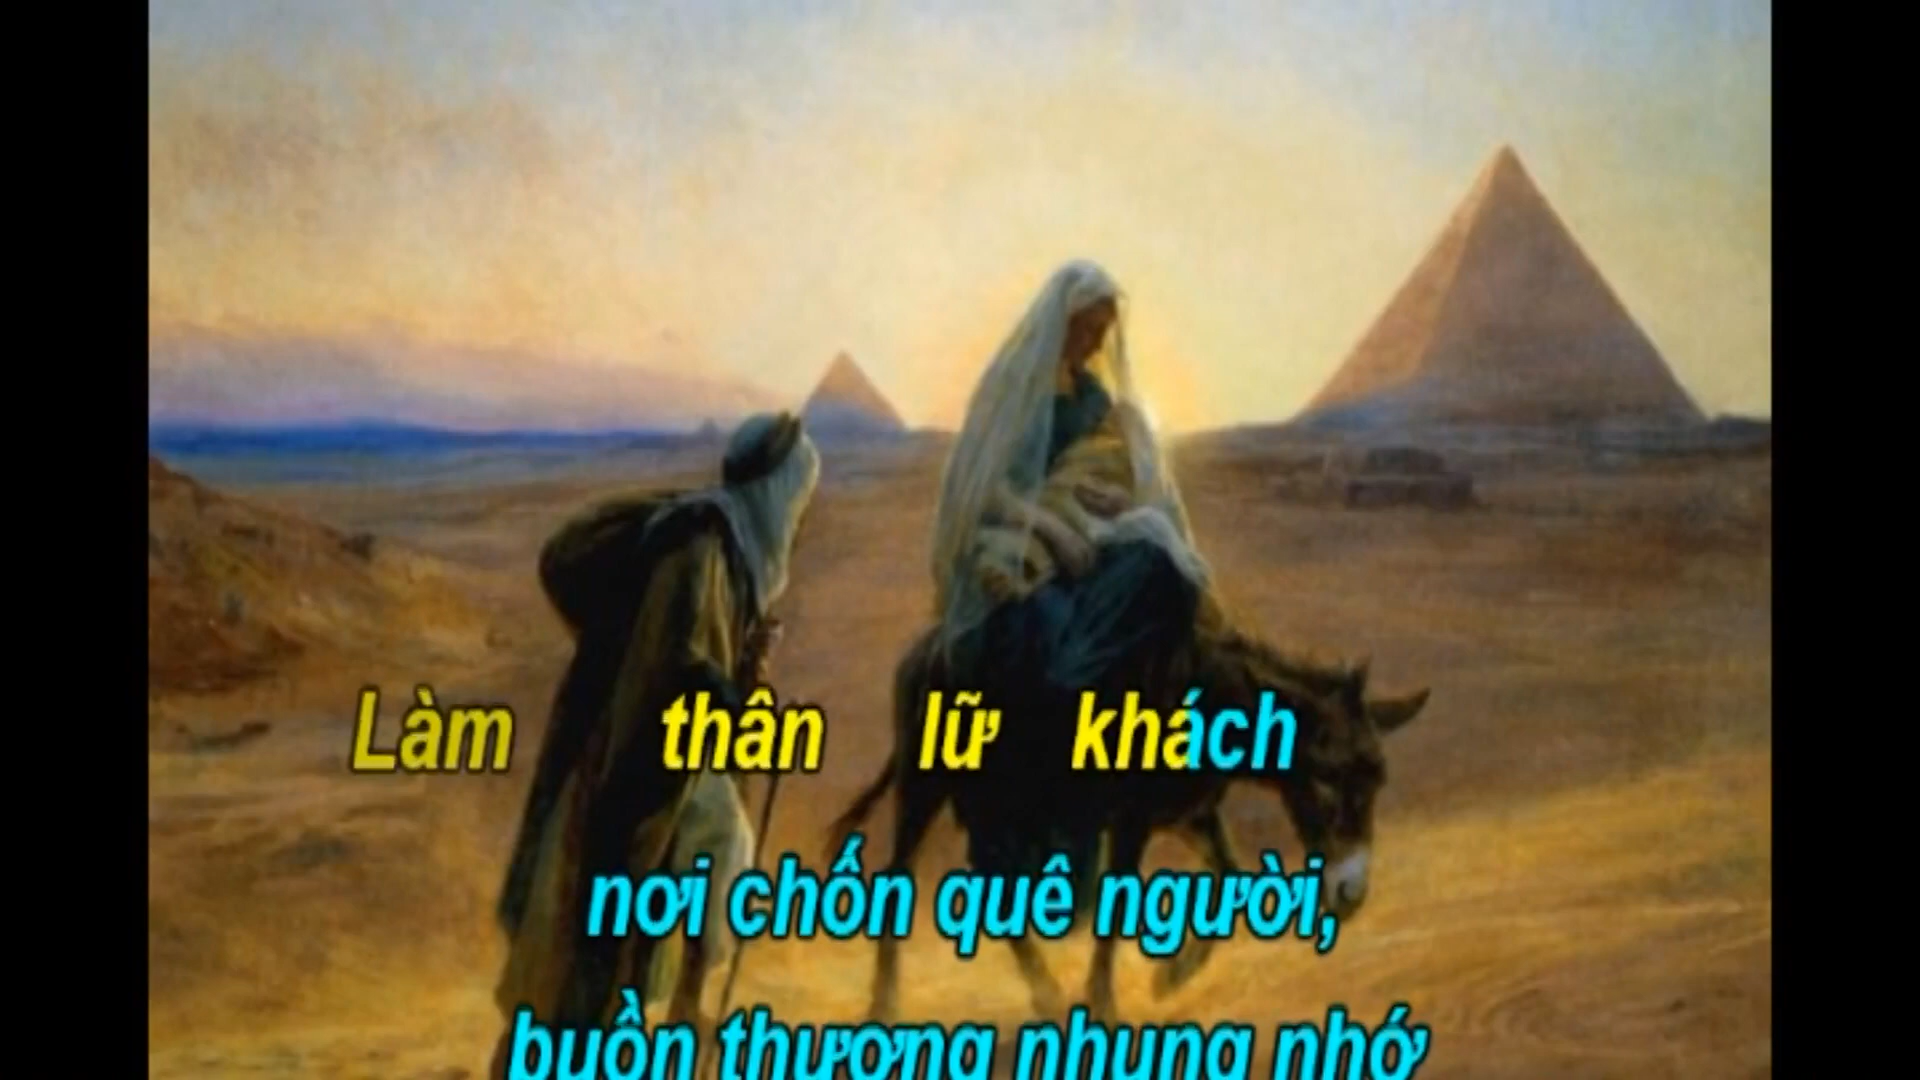 Làm thân lữ khách
nơi chốn quê người,
buồn thương nhung nhớ